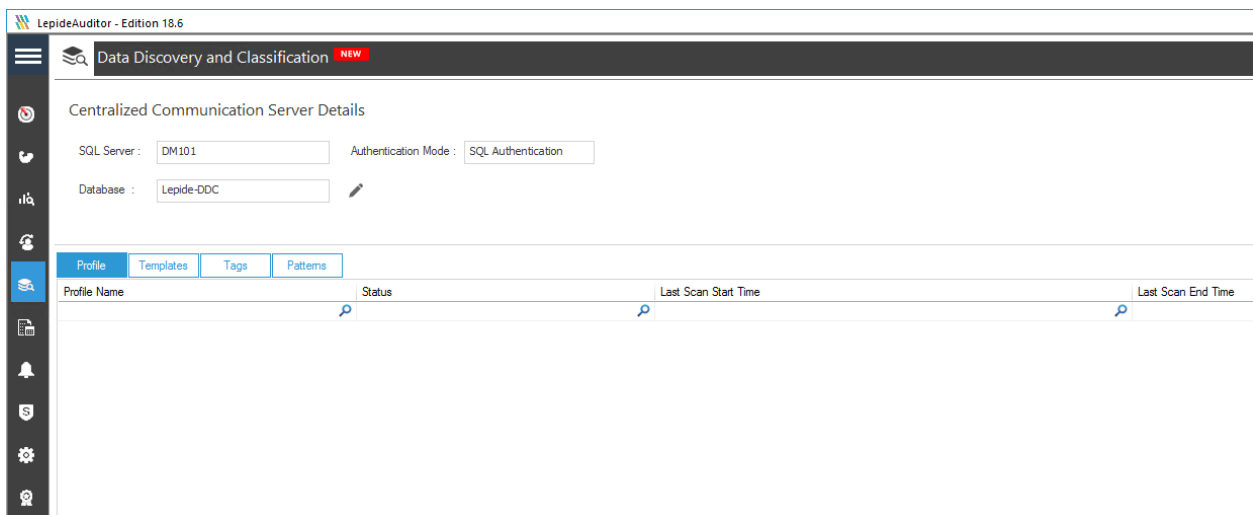 LepideAuditor - Edition 18.6
Data Discovery and Classification NEW
Centralized Communication Server Details
SQL Server : DM101 Authentication Mode : SQL Authentication
Database : Lepide-DDC
Profile Templates Tags Patterns
Profile Name Status Last Scan Start Time Last Scan End Time
S